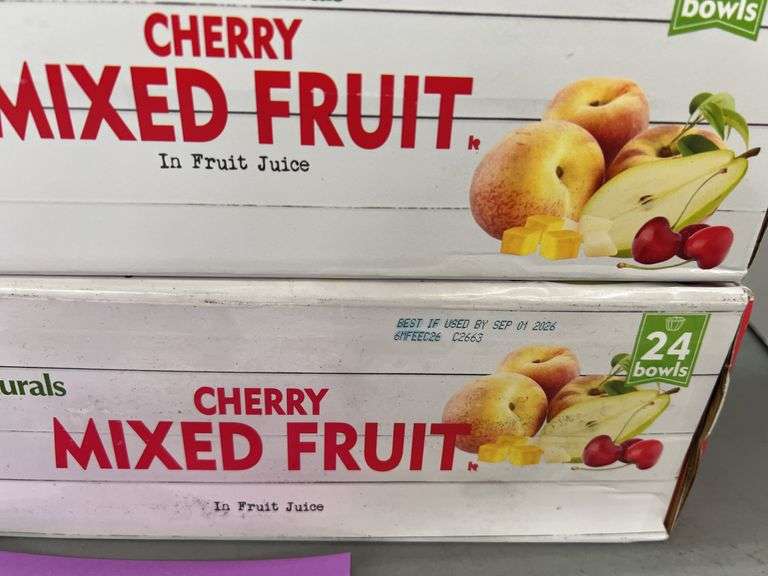 bowls
CHERRY
MIXED FRUIT
In Fruit Juice
BEST IF USED BY SEP 01 2026
6MFEEC26 C2663
24
bowls
urals
CHERRY
MIXED FRUIT
In Fruit Juice